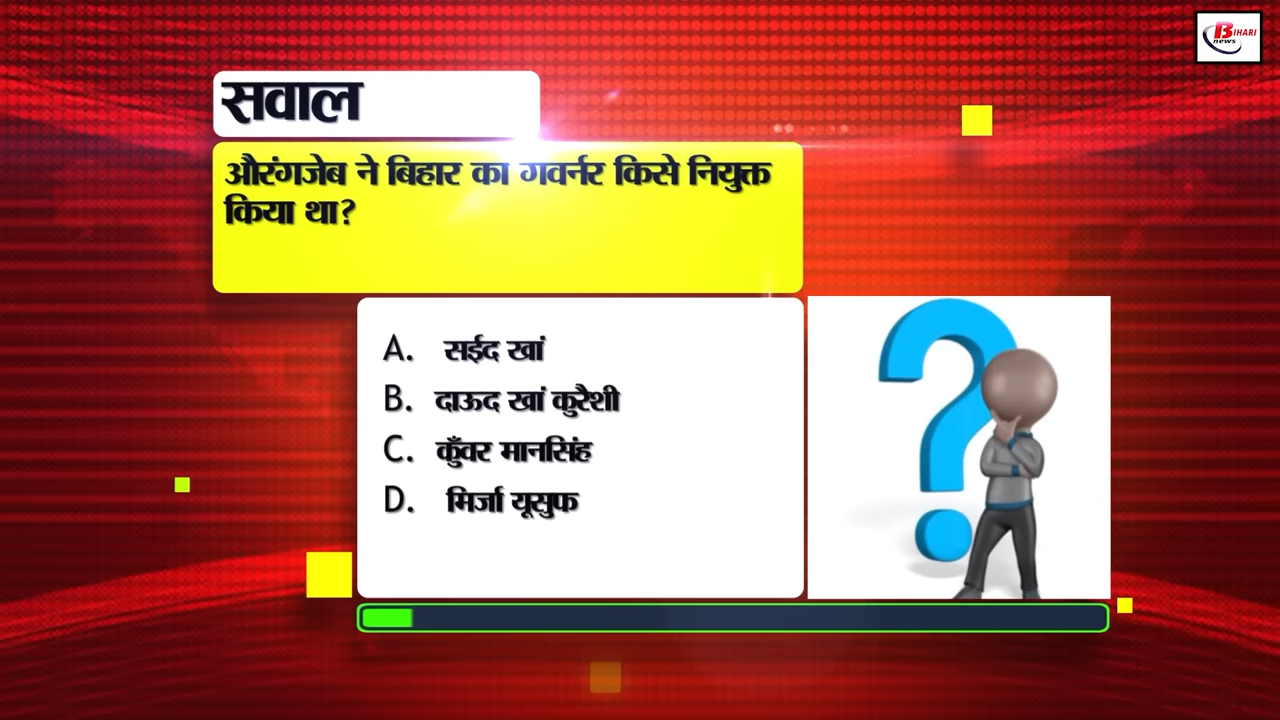 BIHARI
news
सवाल
औरंगजेब ने बिहार का गवर्नर किसे नियुक्त
किया था?
A. सईद खां
B. दाऊद खां कुरैशी
C. कुँवर मानसिंह
D. मिर्जा यूसुफ